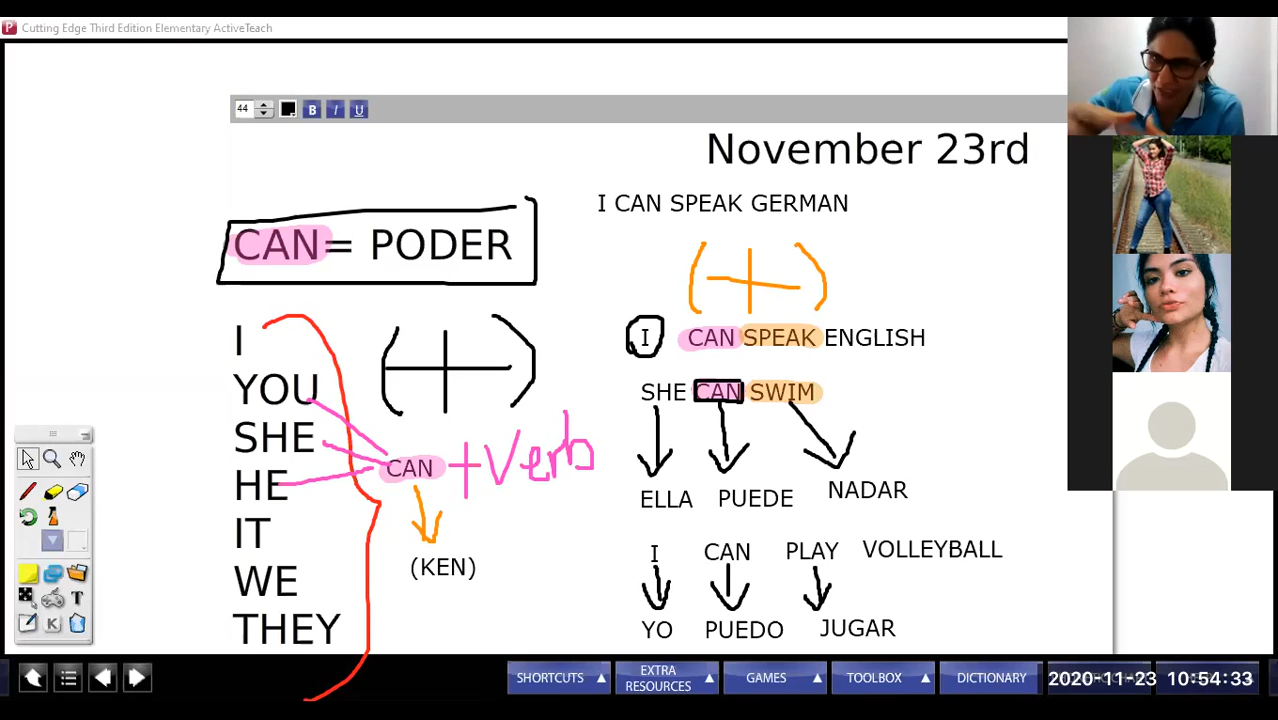 Cutting Edge Third Edition Elementary ActiveTeach
44 B I U
November 23rd
I CAN SPEAK GERMAN
CAN= PODER
I
YOU
SHE
HE
IT
WE
THEY
CAN + Verb
(KEN)
(+)
(+)
I CAN SPEAK ENGLISH
SHE CAN SWIM
ELLA PUEDE NADAR
I CAN PLAY VOLLEYBALL
YO PUEDO JUGAR
T
K
SHORTCUTS
EXTRA
RESOURCES
GAMES
TOOLBOX
DICTIONARY
2020-11-23 10:54:33